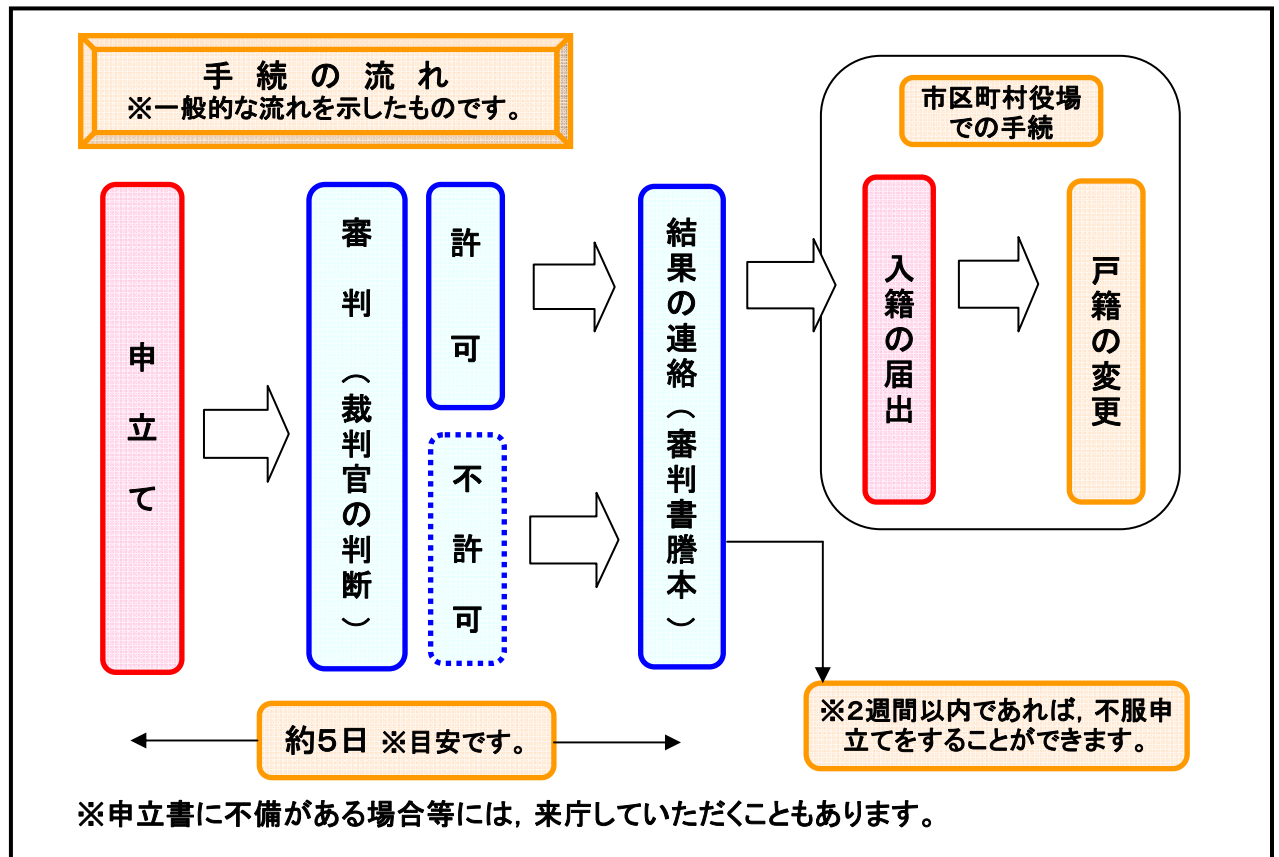 手続の流れ
※一般的な流れを示したものです。
市区町村役場
での手続
申立て
審判（裁判官の判断）
許可
不許可
結果の連絡（審判書謄本）
入籍の届出
戸籍の変更
約５日 ※目安です。
※２週間以内であれば，不服申
立てをすることができます。
※申立書に不備がある場合等には，来庁していただくこともあります。